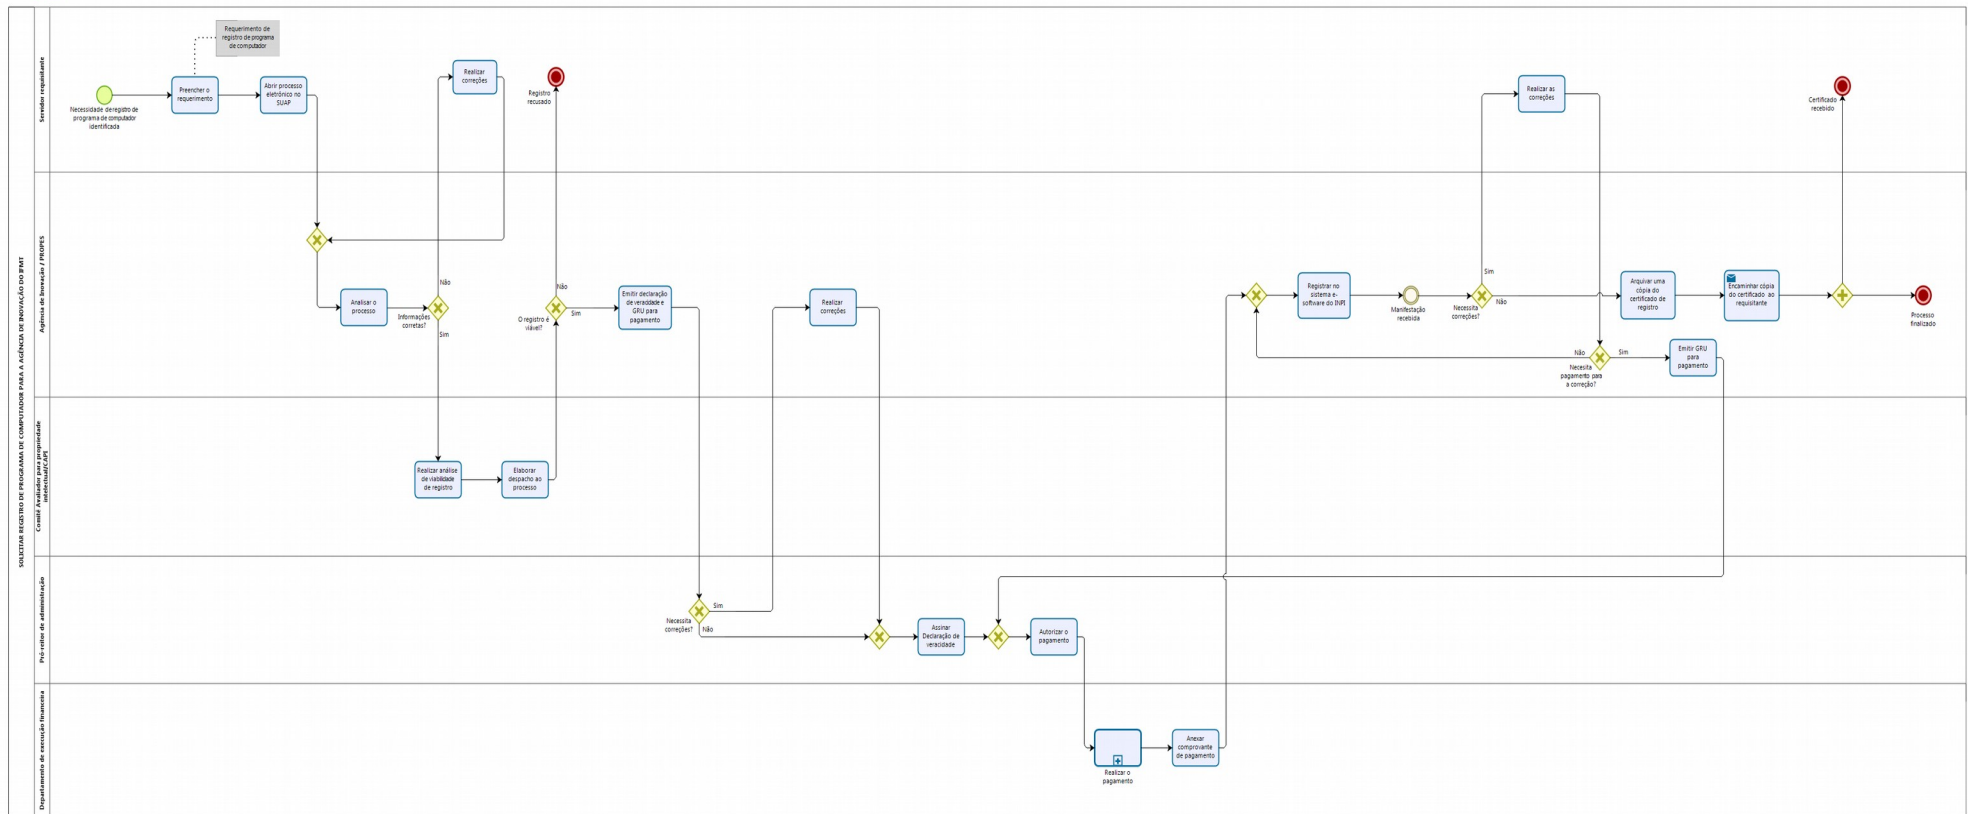 SOLICITAR REGISTRO DE PROGRAMA DE COMPUTADOR PARA A AGÊNCIA DE INOVAÇÃO DO IFMT
Servidor requisitante
Requerimento de
registro de programa
de computador
Necessidade de registro de
programa de computador
identificada
Preencher o
requerimento
Abrir processo
eletrônico no
SUAP
Realizar
correções
Registro
recusado
Realizar as
correções
Certificado
recebido
Agência de Inovação / PROPES
Analisar o
processo
Não
Informações
corretas?
Sim
Não
O registro é
viável?
Sim
Emitir declaração
de veraddade e
GRU para
pagamento
Realizar
correções
Registrar no
sistema e-
software do INPI
Manifestação
recebida
Sim
Necessita
correções?
Não
Arquivar uma
cópia do
certificado de
registro
Encaminhar cópia
do certificado ao
requisitante
Processo
finalizado
Não
Sim
Necesita
pagamento para
a correção?
Emitir GRU
para
pagamento
Comitê Avaliador para propriedade
intelectual/CAPI
Realizar análise
de viabilidade
de registro
Elaborar
despacho ao
processo
Pró-reitor de administração
Sim
Necessita
correções?
Não
Assinar
Declaração de
veracidade
Autorizar o
pagamento
Departamento de execução financeira
Realizar o
pagamento
Anexar
comprovante
de pagamento